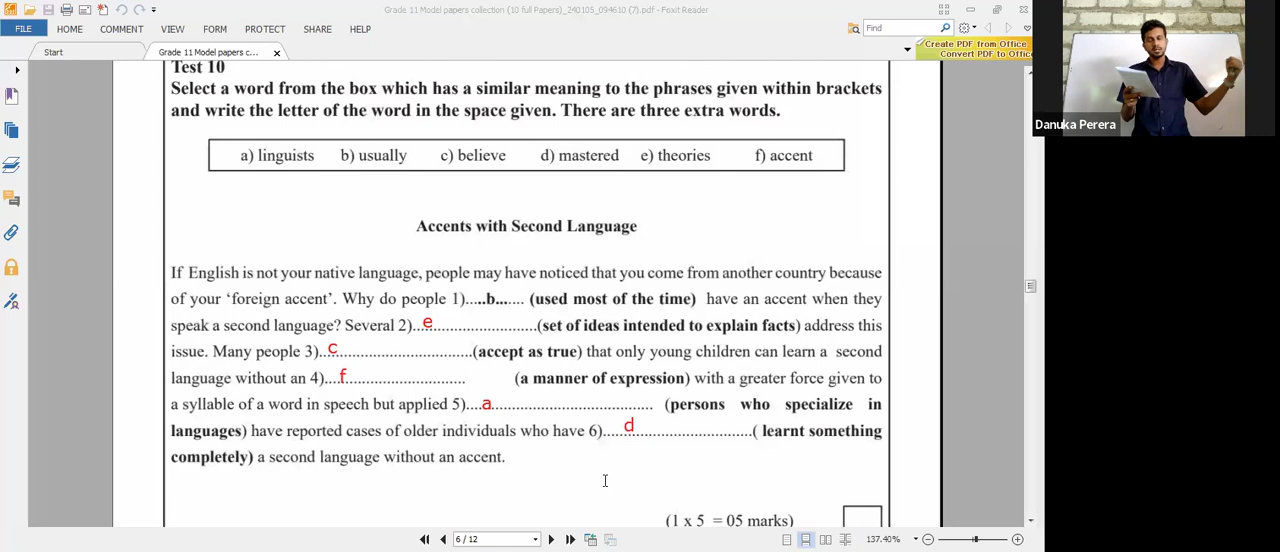 Grade 11 Model papers collection (10 full Papers)_240105_094610 (7).pdf - Foxit Reader
FILE HOME COMMENT VIEW FORM PROTECT SHARE HELP
Find
Start
Grade 11 Model papers c...
Create PDF from Office
Convert PDF to Offic
Danuka Perera
Test 10
Select a word from the box which has a similar meaning to the phrases given within brackets
and write the letter of the word in the space given. There are three extra words.
a) linguists b) usually c) believe d) mastered e) theories f) accent
Accents with Second Language
If English is not your native language, people may have noticed that you come from another country because
of your ‘foreign accent’. Why do people 1).....b...... (used most of the time) have an accent when they
speak a second language? Several 2)..e.........................(set of ideas intended to explain facts) address this
issue. Many people 3)..c.............................(accept as true) that only young children can learn a second
language without an 4)....f............................ (a manner of expression) with a greater force given to
a syllable of a word in speech but applied 5)....a..................................... (persons who specialize in
languages) have reported cases of older individuals who have 6).....d............................( learnt something
completely) a second language without an accent.
(1 x 5 = 05 marks)
6 / 12
137.40%